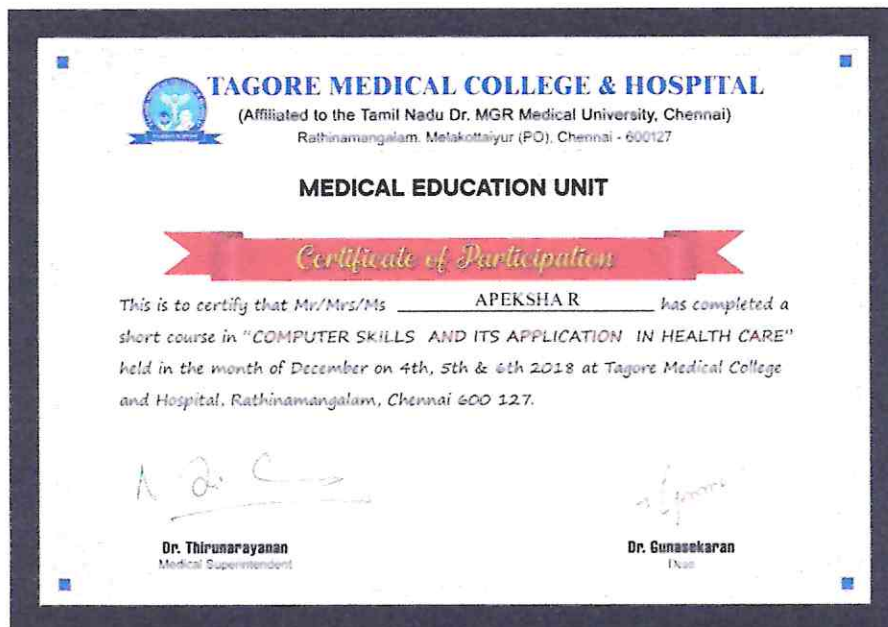 TAGORE MEDICAL COLLEGE & HOSPITAL
(Affiliated to the Tamil Nadu Dr. MGR Medical University, Chennai)
Rathinamangalam, Melakottaiyur (PO), Chennai - 600127
MEDICAL EDUCATION UNIT
Certificate of Participation
This is to certify that Mr/Mrs/Ms APEKSHA R has completed a
short course in "COMPUTER SKILLS AND ITS APPLICATION IN HEALTH CARE"
held in the month of December on 4th, 5th & 6th 2018 at Tagore Medical College
and Hospital, Rathinamangalam, Chennai 600 127.
Dr. Thirunarayanan
Medical Superintendent
Dr. Gunasekaran
Dean